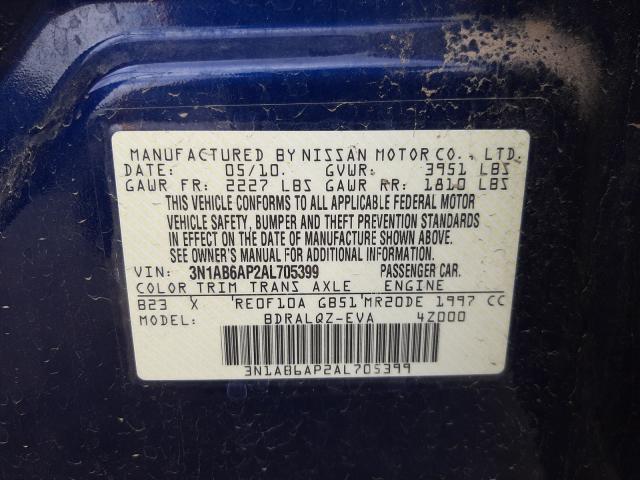 MANUFACTURED BY NISSAN MOTOR CO., LTD.
DATE: 05/10. GVWR: 3951 LBS
GAWR FR: 2227 LBS GAWR RR: 1810 LBS
THIS VEHICLE CONFORMS TO ALL APPLICABLE FEDERAL MOTOR
VEHICLE SAFETY, BUMPER AND THEFT PREVENTION STANDARDS
IN EFFECT ON THE DATE OF MANUFACTURE SHOWN ABOVE.
SEE OWNER'S MANUAL FOR ADDITIONAL INFORMATION.
VIN: 3N1AB6AP2AL705399 PASSENGER CAR.
COLOR TRIM TRANS AXLE ENGINE
B23 X 'RE0F10A GB51'MR20DE 1997 CC
MODEL: BDRALQZ-EVA 4Z000
3N1AB6AP2AL705399